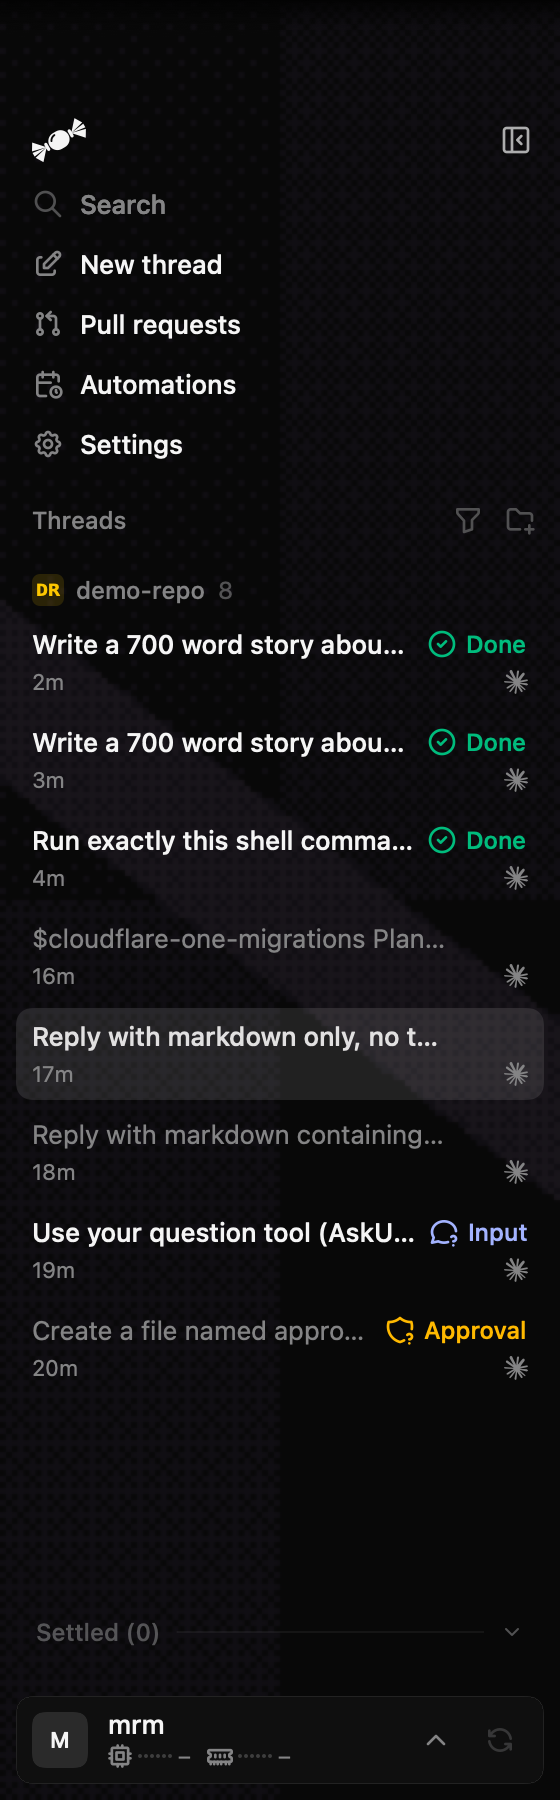 Search
New thread
Pull requests
Automations
Settings
Threads
DR demo-repo 8
Write a 700 word story abou... Done
2m
Write a 700 word story abou... Done
3m
Run exactly this shell comma... Done
4m
$cloudflare-one-migrations Plan...
16m
Reply with markdown only, no t...
17m
Reply with markdown containing...
18m
Use your question tool (AskU... Input
19m
Create a file named appro... Approval
20m
Settled (0)
M mrm
– –